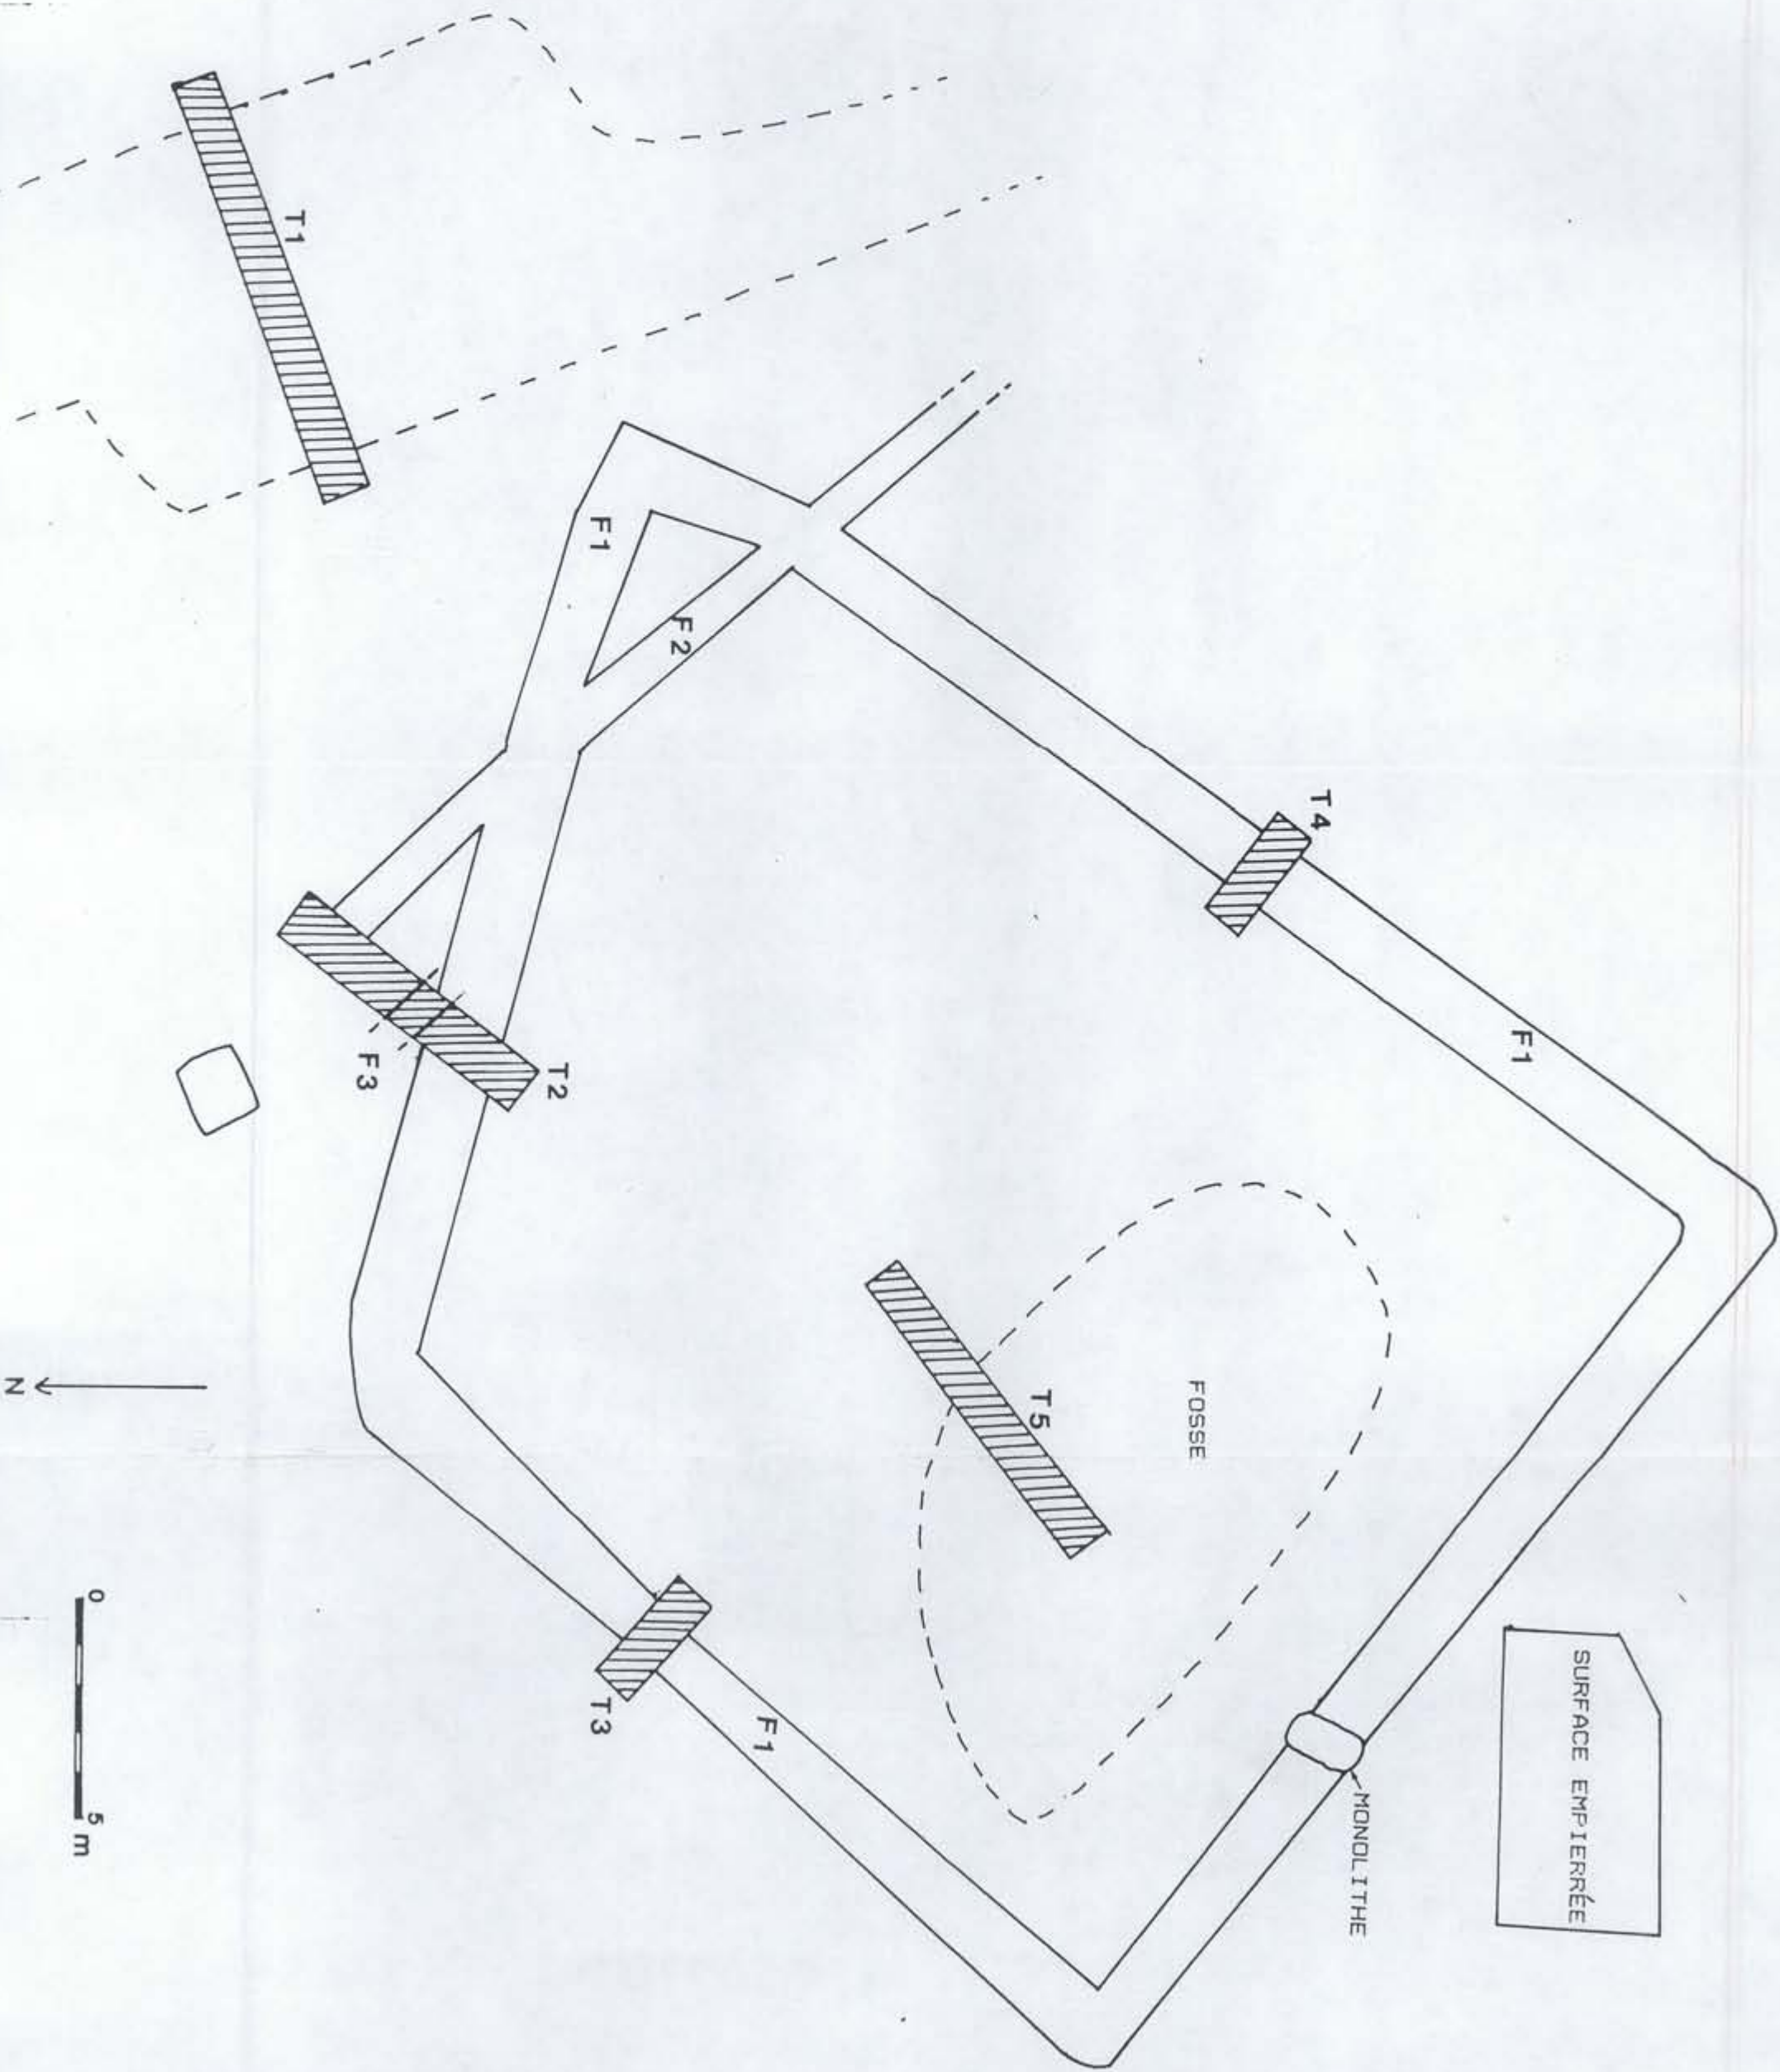 SURFACE EMPIERRÉE
F1
MONOLITHE
T4
FOSSE
T5
F1
F2
F1
T3
T2
F3
T1
0 5 m
N